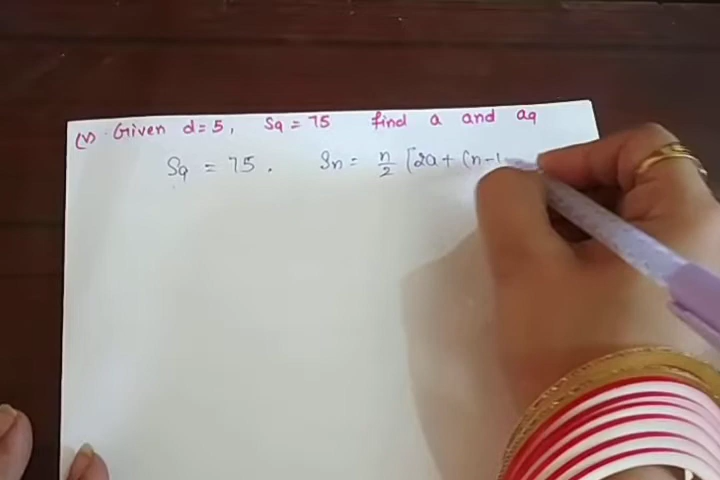 (v) Given d=5, S9 = 75 find a and a9
S9 = 75. Sn = n/2 [2a + (n-1